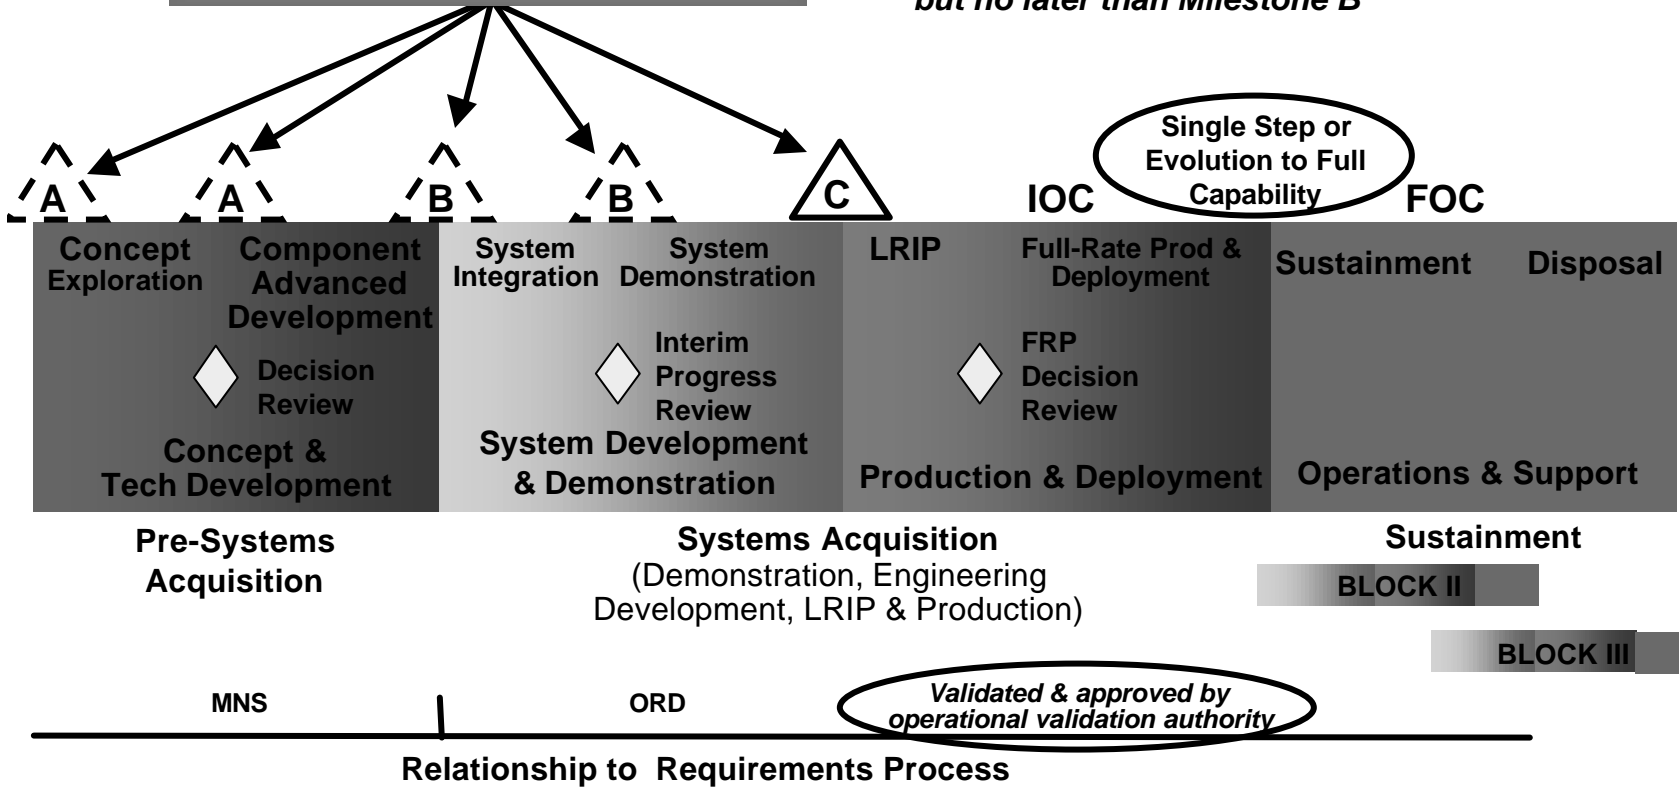 but no later than Milestone B
Single Step or
Evolution to Full
Capability
A
A
B
B
C
IOC
FOC
Concept
Exploration
Component
Advanced
Development
System
Integration
System
Demonstration
LRIP
Full-Rate Prod &
Deployment
Sustainment
Disposal
Decision
Review
Interim
Progress
Review
FRP
Decision
Review
Concept &
Tech Development
System Development
& Demonstration
Production & Deployment
Operations & Support
Pre-Systems
Acquisition
Systems Acquisition
(Demonstration, Engineering
Development, LRIP & Production)
Sustainment
BLOCK II
BLOCK III
MNS
ORD
Validated & approved by
operational validation authority
Relationship to Requirements Process